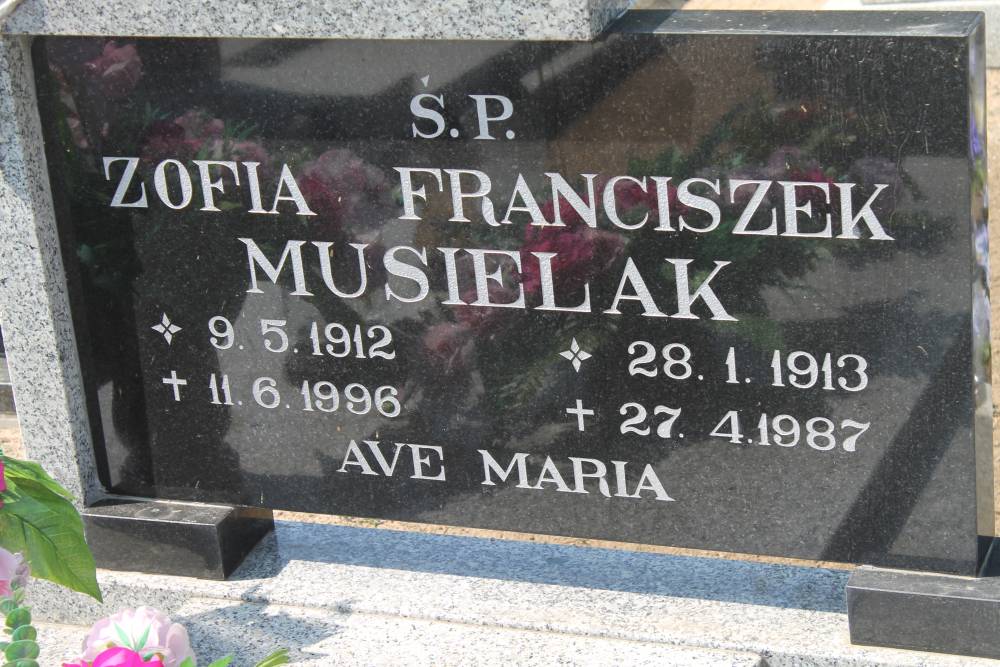 Ś.P.
ZOFIA FRANCISZEK
MUSIELAK
9.5.1912 28.1.1913
11.6.1996 27.4.1987
AVE MARIA